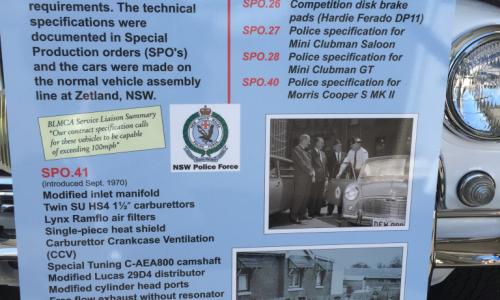 requirements. The technical
specifications were
documented in Special
Production orders (SPO's)
and the cars were made on
the normal vehicle assembly
line at Zetland, NSW.
BLMCA Service Liaison Summary
"Our contract specification calls
for these vehicles to be capable
of exceeding 100mph"
NSW Police Force
SPO.41
(introduced Sept. 1970)
Modified inlet manifold
Twin SU HS4 1½" carburettors
Lynx Ramflo air filters
Single-piece heat shield
Carburettor Crankcase Ventilation
(CCV)
Special Tuning C-AEA800 camshaft
Modified Lucas 29D4 distributor
Modified cylinder head ports
Free flow exhaust without resonator
SPO.26 Competition disk brake
pads (Hardie Ferado DP11)
SPO.27 Police specification for
Mini Clubman Saloon
SPO.28 Police specification for
Mini Clubman GT
SPO.40 Police specification for
Morris Cooper S MK II